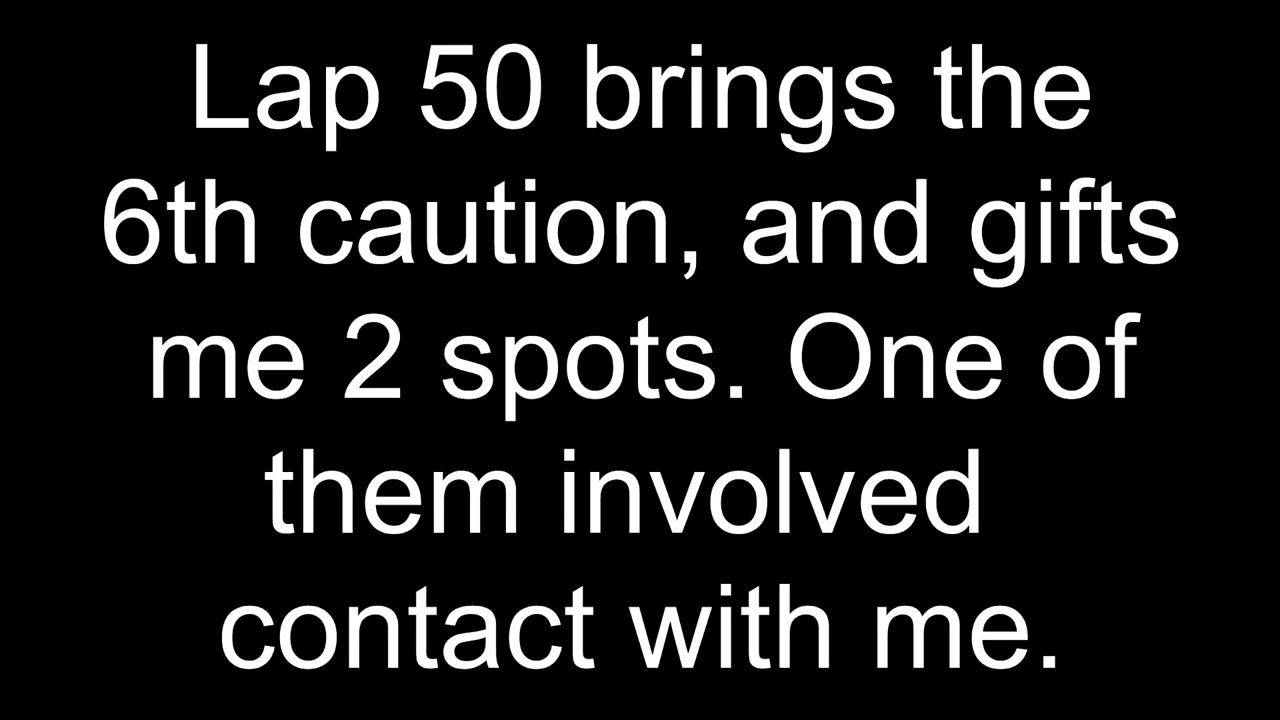 Lap 50 brings the
6th caution, and gifts
me 2 spots. One of
them involved
contact with me.